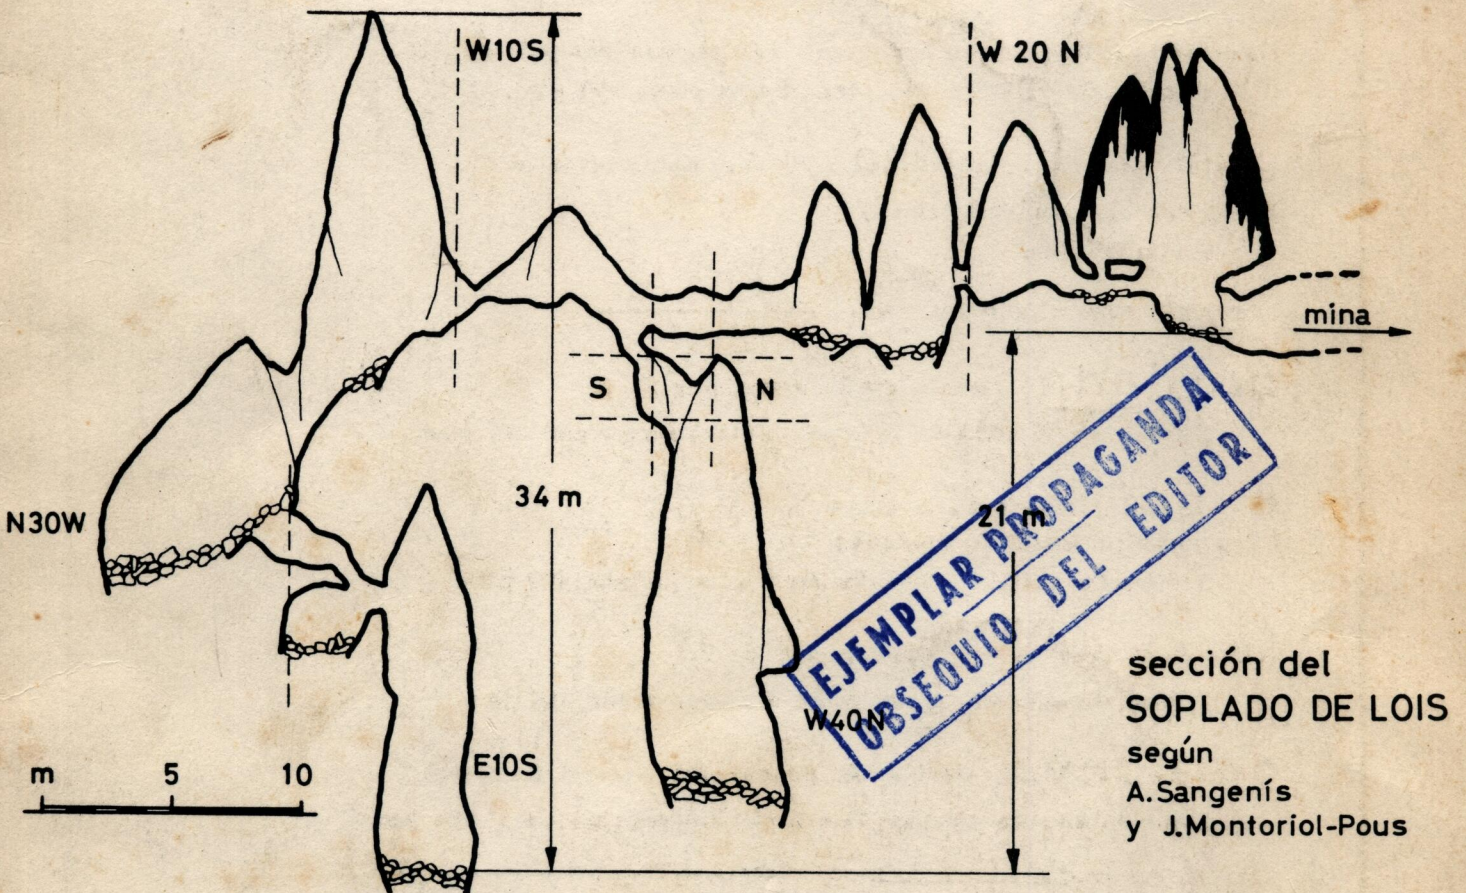 W10S
W 20 N
mina
S
N
34 m
21 m
N30W
EJEMPLAR PROPAGANDA
OBSEQUIO DEL EDITOR
W40N
E10S
m 5 10
sección del
SOPLADO DE LOIS
según
A.Sangenís
y J.Montoriol-Pous